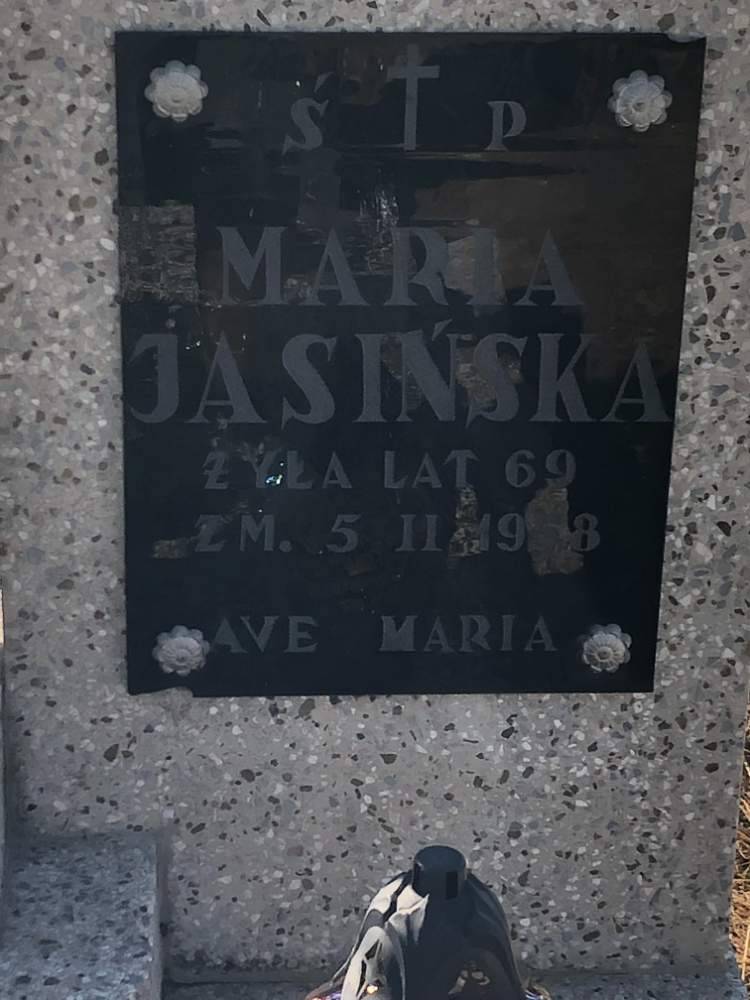 Ś P
MARIA
JASIŃSKA
ŻYŁA LAT 69
ZM. 5 II
AVE MARIA